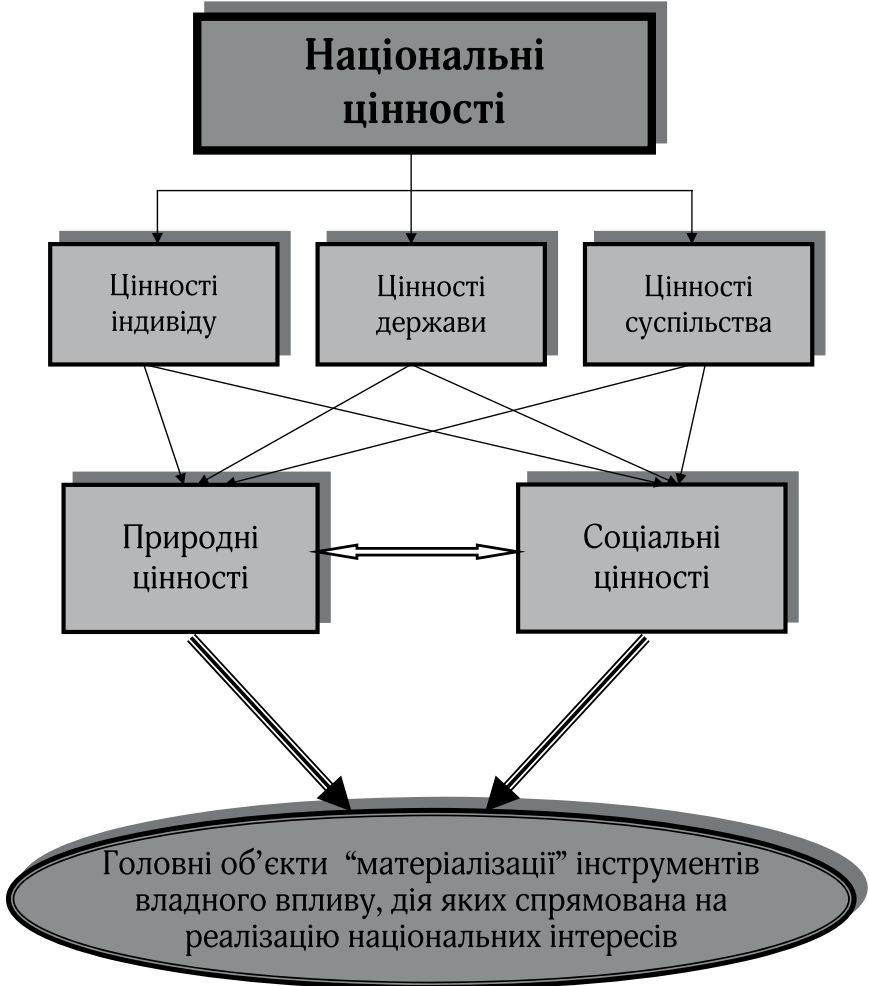 Національні
цінності
Цінності
індивіду
Цінності
держави
Цінності
суспільства
Природні
цінності
Соціальні
цінності
Головні об’єкти “матеріалізації” інструментів
владного впливу, дія яких спрямована на
реалізацію національних інтересів